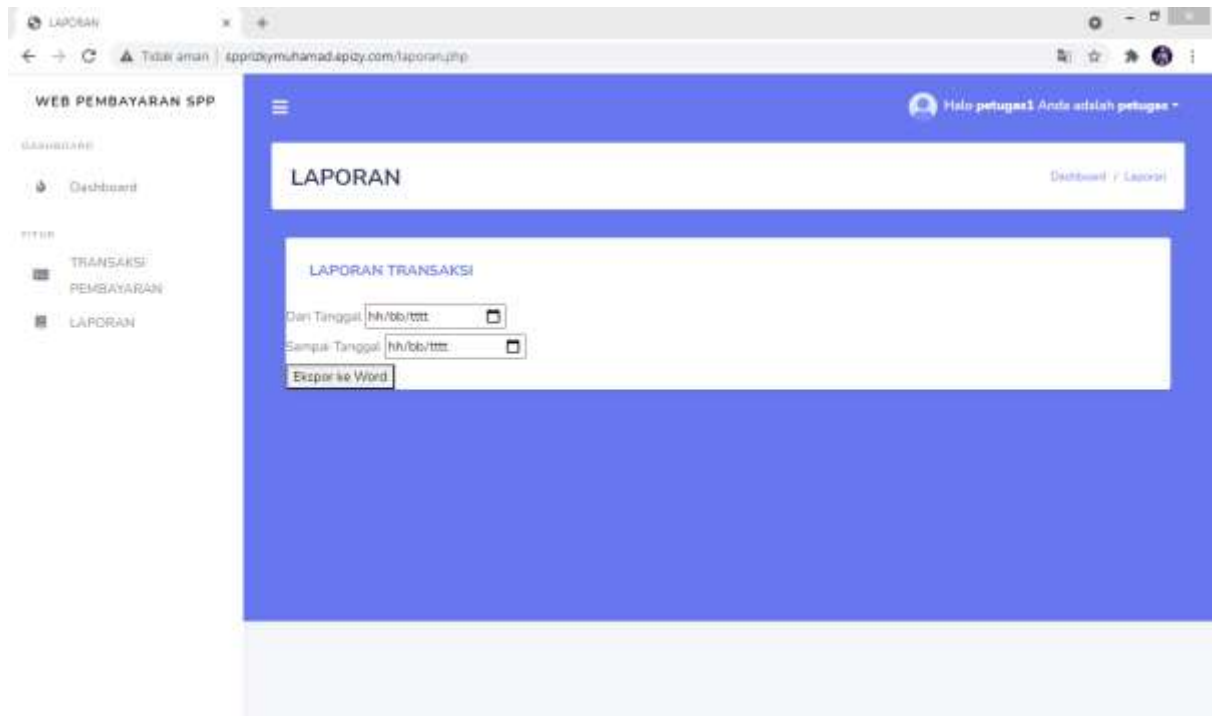 LAPORAN
Tidak aman | spprizkymuhamad.epizy.com/laporan.php
WEB PEMBAYARAN SPP
Halo petugas1 Anda adalah petugas
DASHBOARD
LAPORAN
Dashboard / Laporan
Dashboard
FITUR
TRANSAKSI
PEMBAYARAN
LAPORAN
LAPORAN TRANSAKSI
Dari Tanggal hh/bb/tttt
Sampai Tanggal hh/bb/tttt
Ekspor ke Word